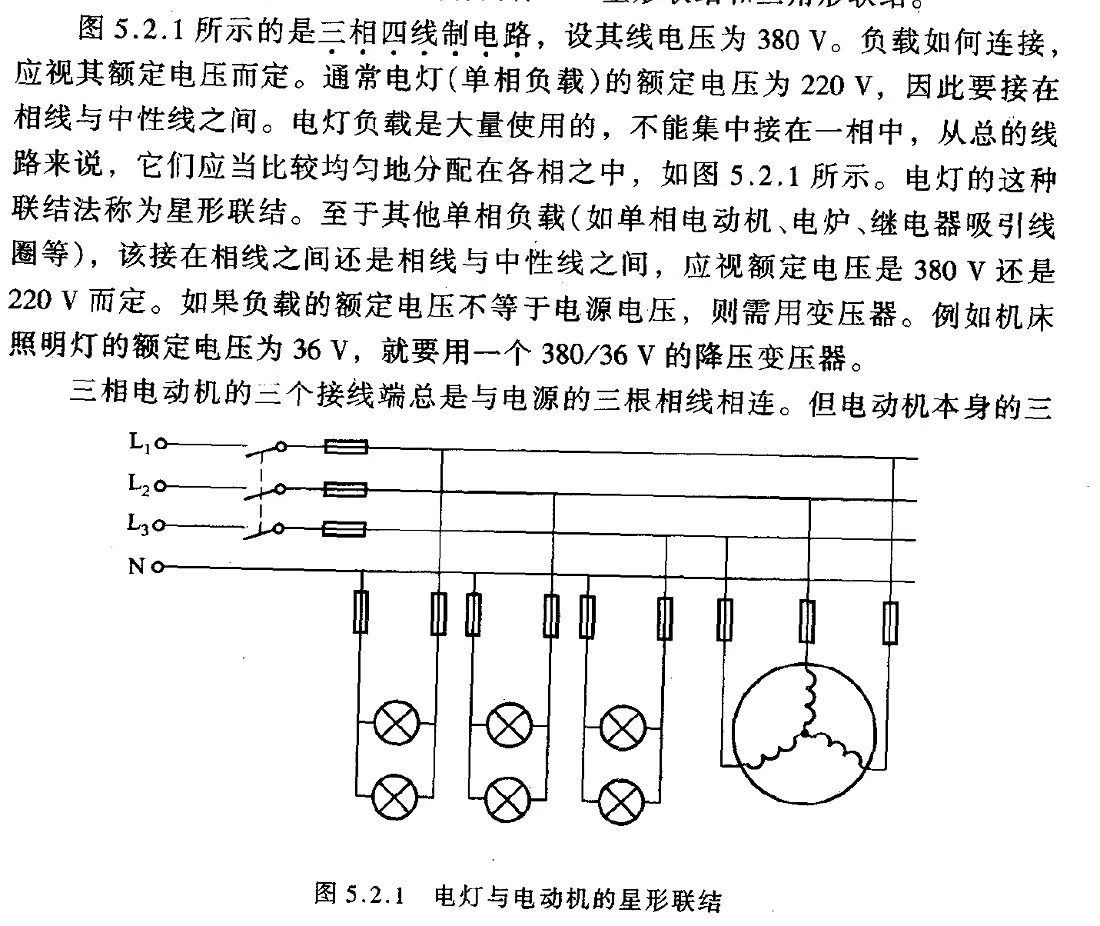 图 5.2.1 所示的是三相四线制电路，设其线电压为 380 V。负载如何连接，
应视其额定电压而定。通常电灯(单相负载)的额定电压为 220 V，因此要接在
相线与中性线之间。电灯负载是大量使用的，不能集中接在一相中，从总的线
路来说，它们应当比较均匀地分配在各相之中，如图 5.2.1 所示。电灯的这种
联结法称为星形联结。至于其他单相负载(如单相电动机、电炉、继电器吸引线
圈等)，该接在相线之间还是相线与中性线之间，应视额定电压是 380 V 还是
220 V 而定。如果负载的额定电压不等于电源电压，则需用变压器。例如机床
照明灯的额定电压为 36 V，就要用一个 380/36 V 的降压变压器。
三相电动机的三个接线端总是与电源的三根相线相连。但电动机本身的三
L₁
L₂
L₃
N
图 5.2.1 电灯与电动机的星形联结